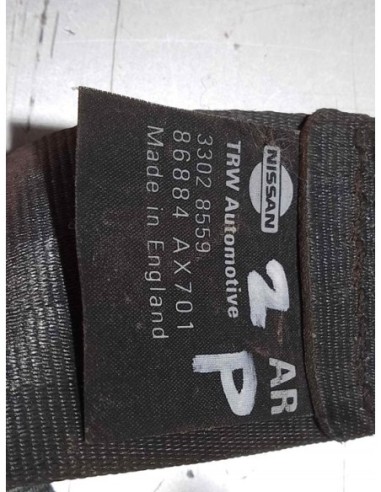 NISSAN
TRW Automotive
3302 8559
86884 AX701
Made in England
AR
2 P